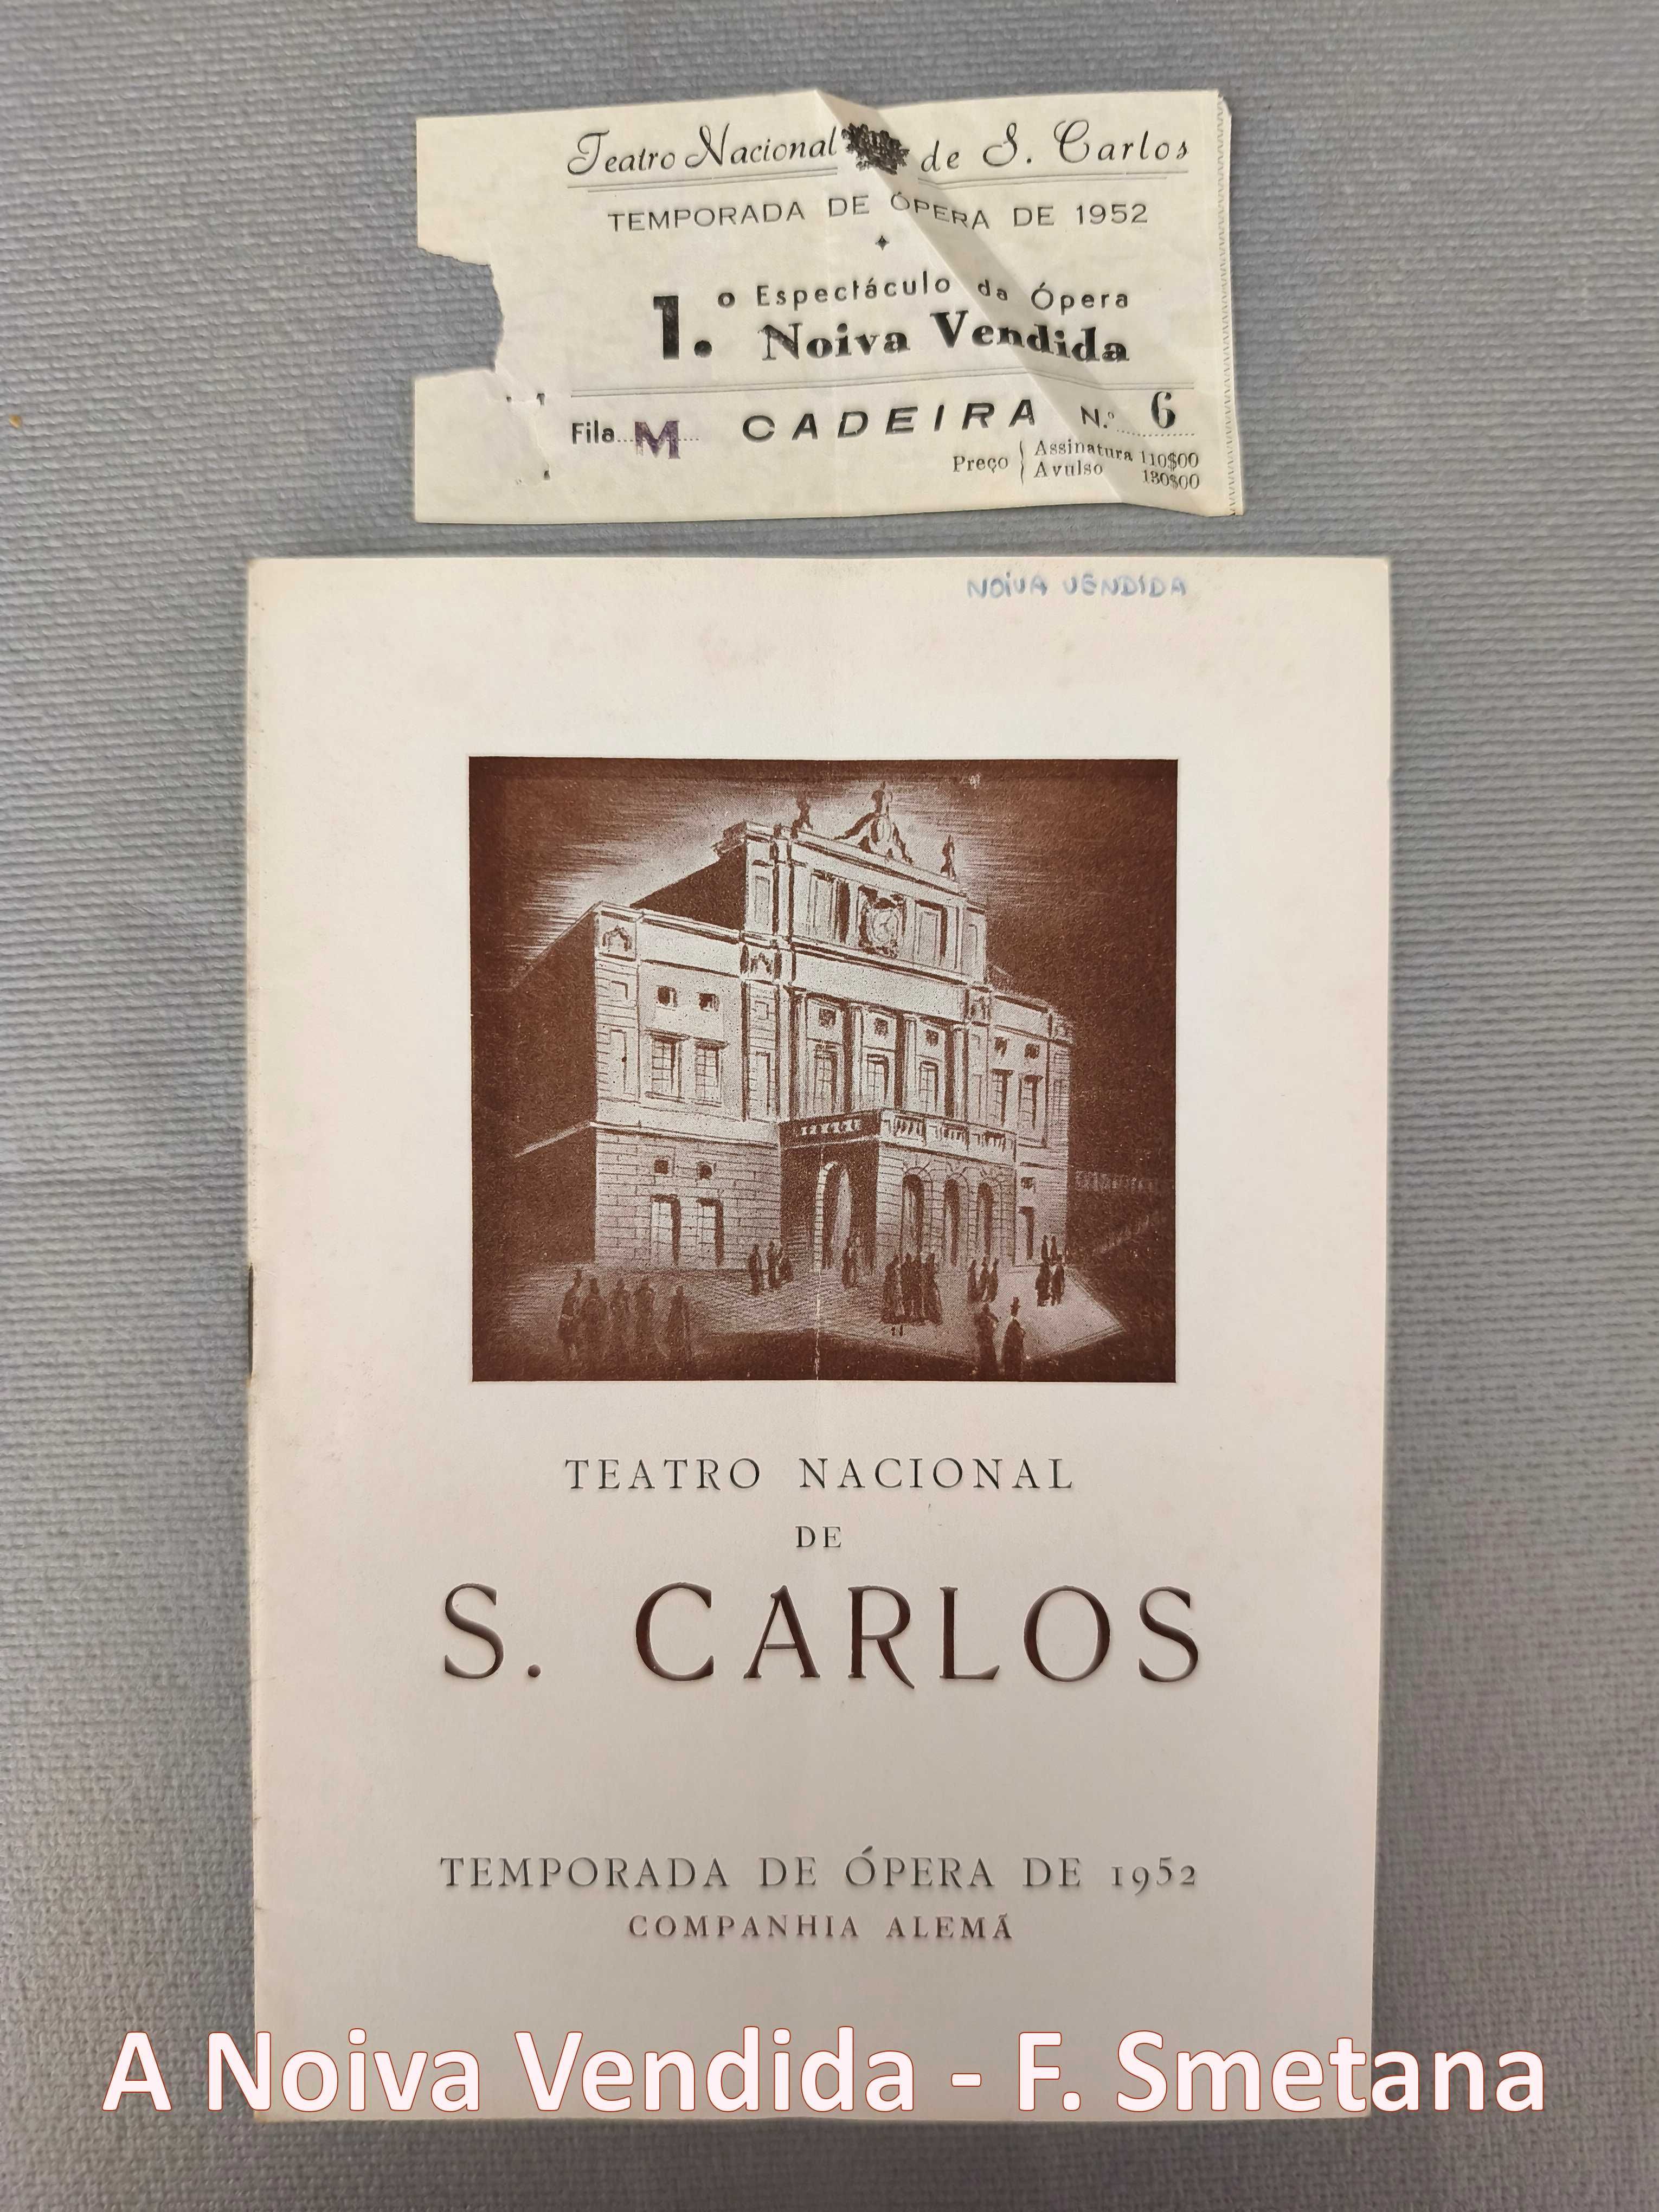 Teatro Nacional de S. Carlos
TEMPORADA DE ÓPERA DE 1952
1.º Espectáculo da Ópera
Noiva Vendida
Fila M CADEIRA N.º 6
Preço { Assinatura 110$00
Avulso 130$00
NOIVA VENDIDA
TEATRO NACIONAL
DE
S. CARLOS
TEMPORADA DE ÓPERA DE 1952
COMPANHIA ALEMÃ
A Noiva Vendida - F. Smetana